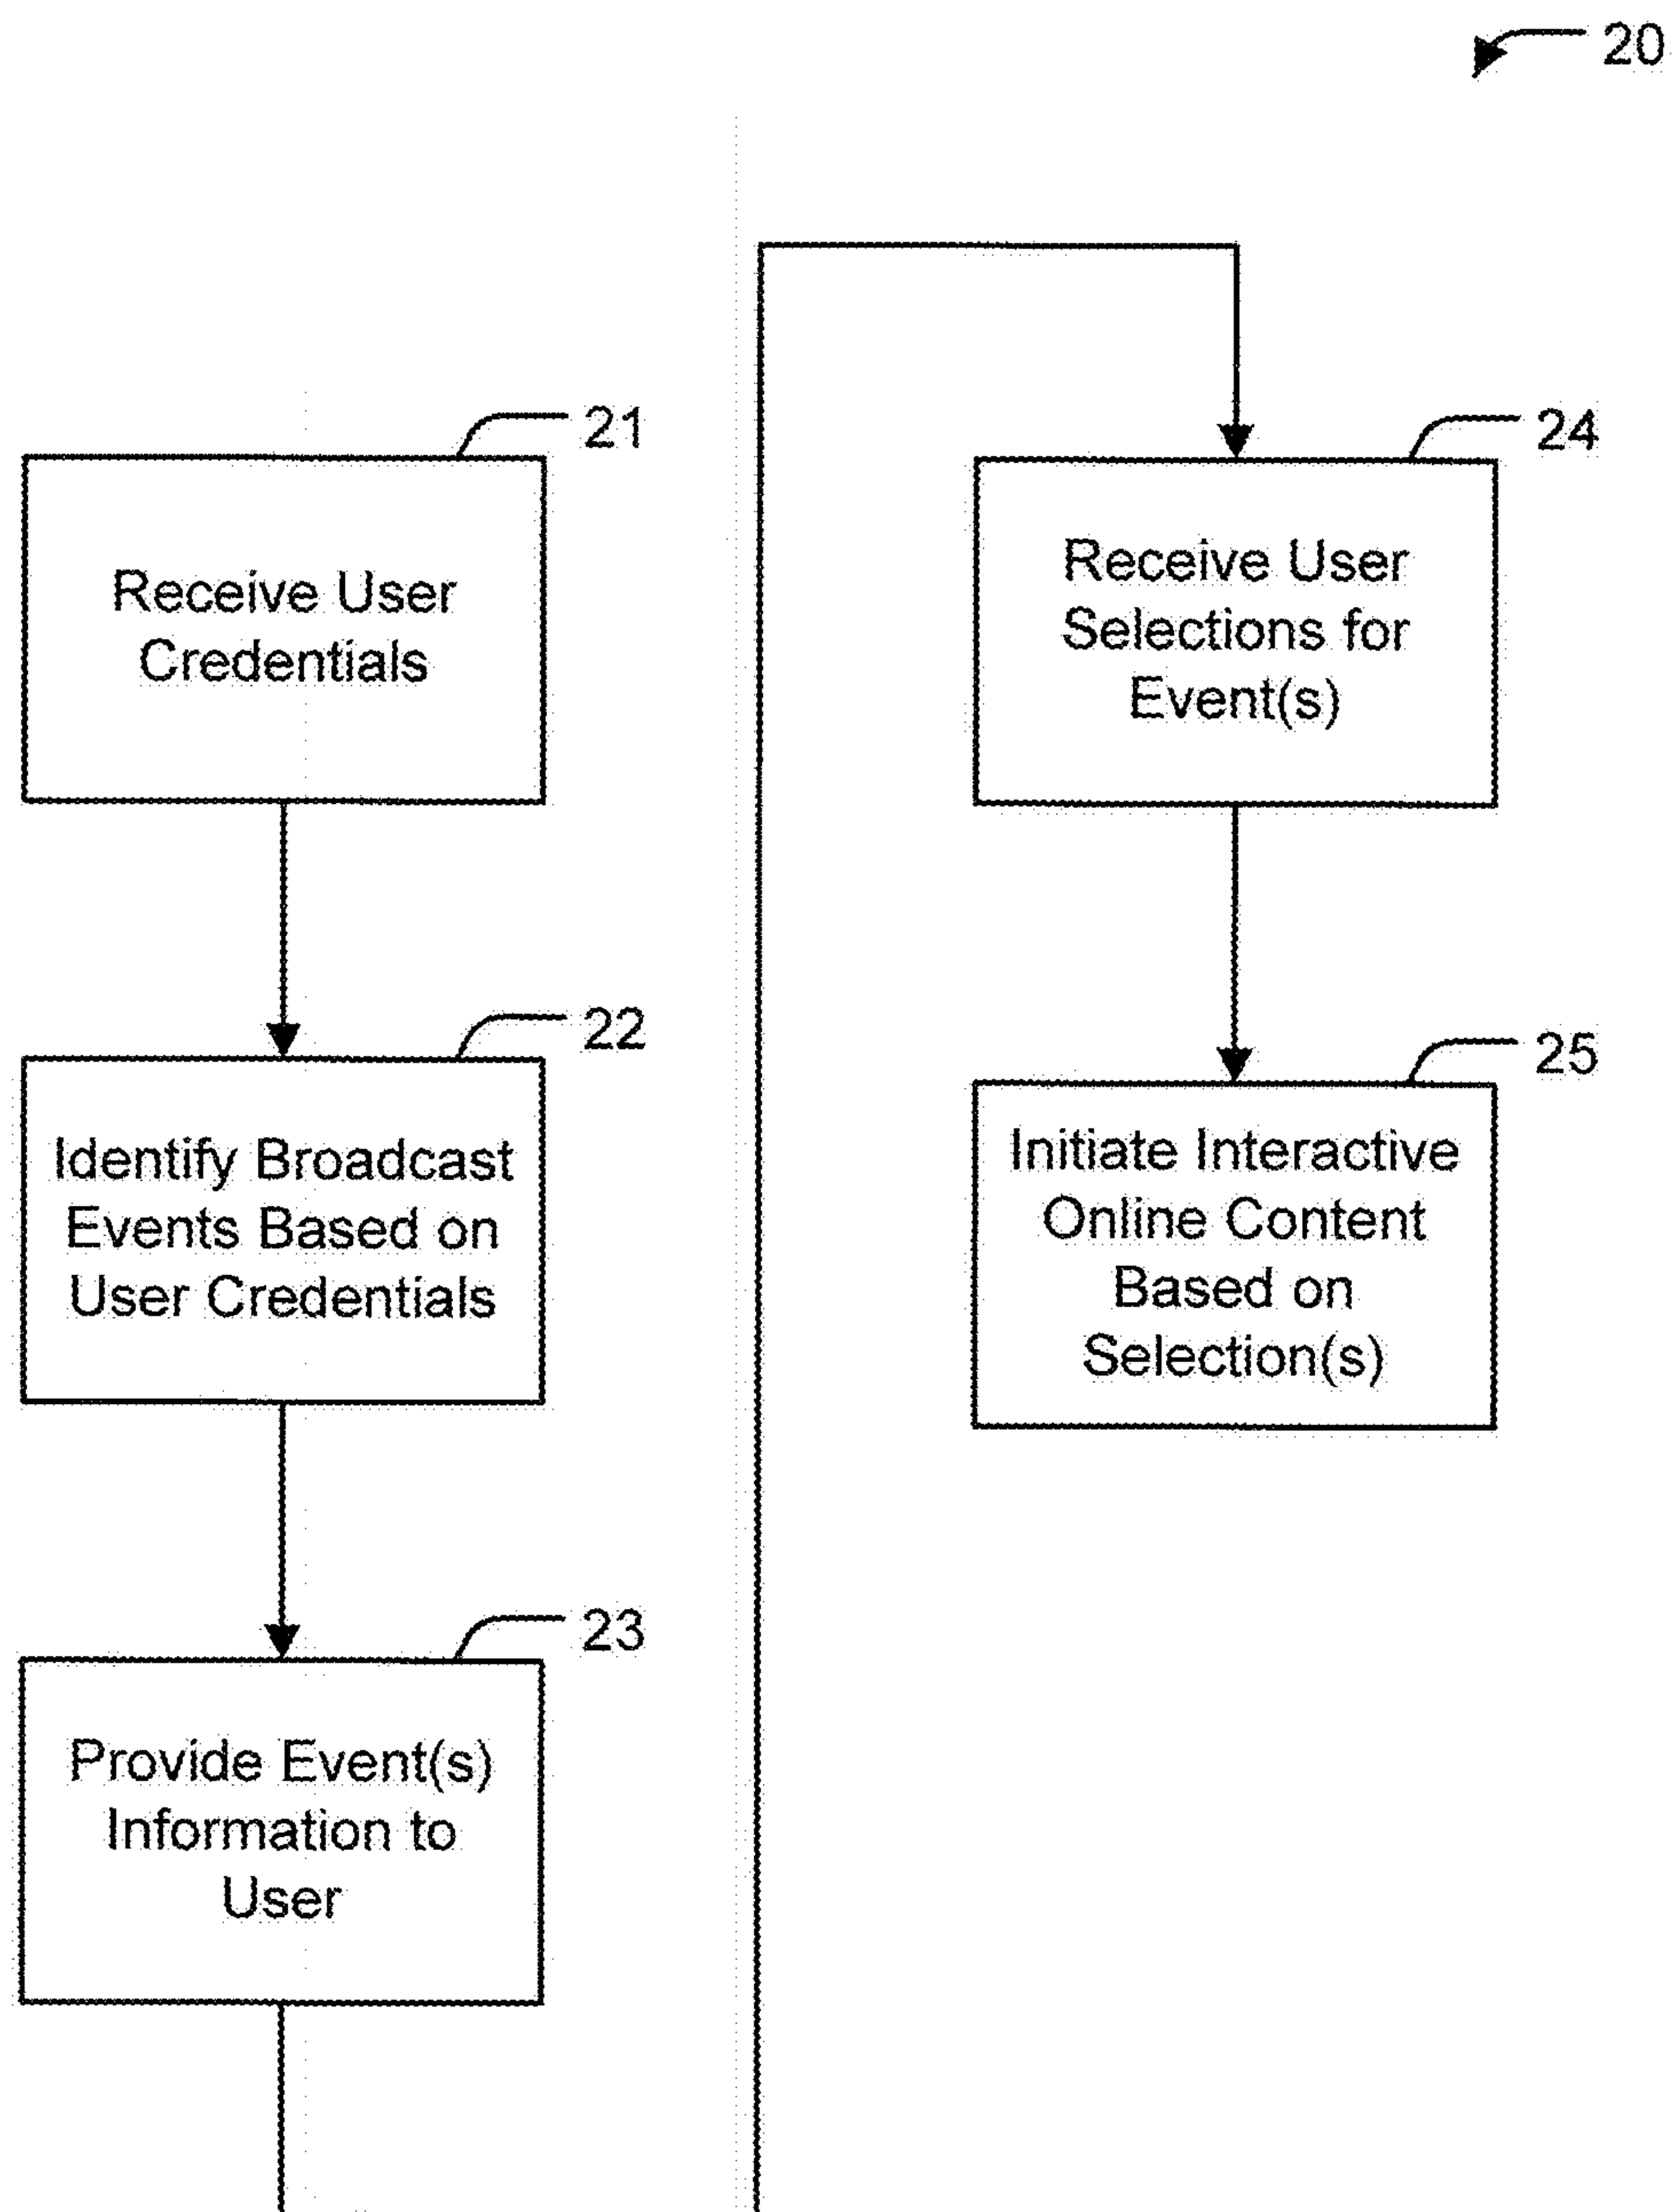 20
21
Receive User
Credentials
22
Identify Broadcast
Events Based on
User Credentials
23
Provide Event(s)
Information to
User
24
Receive User
Selections for
Event(s)
25
Initiate Interactive
Online Content
Based on
Selection(s)